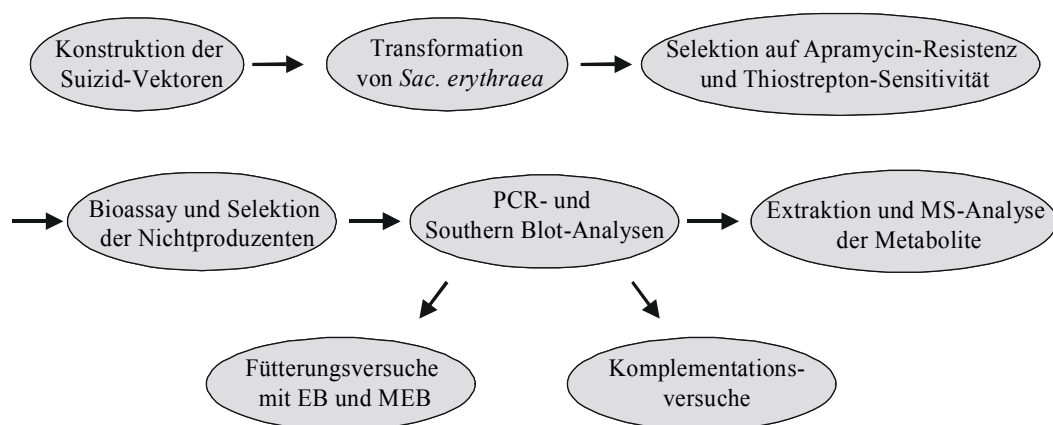 Konstruktion der
Suizid-Vektoren
Transformation
von Sac. erythraea
Selektion auf Apramycin-Resistenz
und Thiostrepton-Sensitivität
Bioassay und Selektion
der Nichtproduzenten
PCR- und
Southern Blot-Analysen
Extraktion und MS-Analyse
der Metabolite
Fütterungsversuche
mit EB und MEB
Komplementations-
versuche